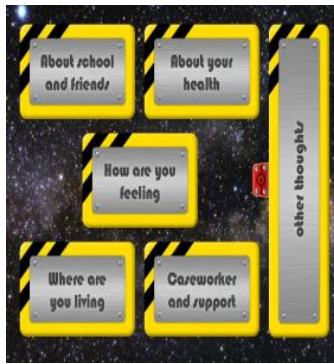 About school
and friends
About your
health
How are you
feeling
Where are
you living
Caseworker
and support
other thoughts